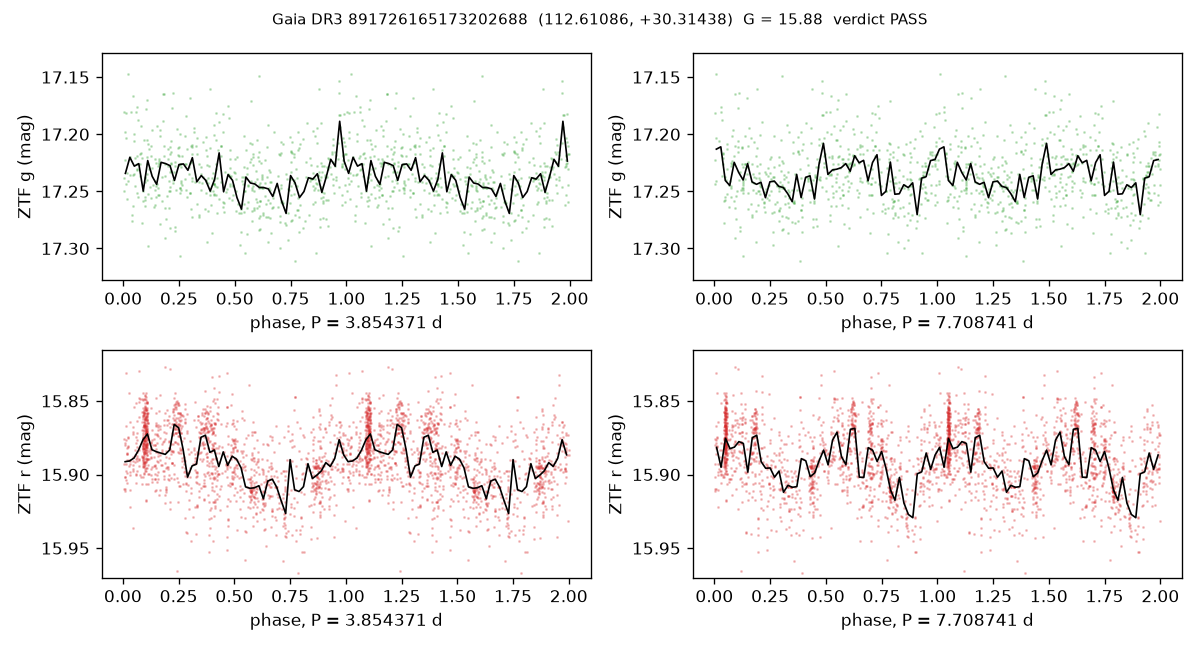 Gaia DR3 891726165173202688  (112.61086, +30.31438)  G = 15.88  verdict PASS
ZTF g (mag)
17.15
17.20
17.25
17.30
0.00 0.25 0.50 0.75 1.00 1.25 1.50 1.75 2.00
phase, P = 3.854371 d
ZTF g (mag)
17.15
17.20
17.25
17.30
0.00 0.25 0.50 0.75 1.00 1.25 1.50 1.75 2.00
phase, P = 7.708741 d
ZTF r (mag)
15.85
15.90
15.95
0.00 0.25 0.50 0.75 1.00 1.25 1.50 1.75 2.00
phase, P = 3.854371 d
ZTF r (mag)
15.85
15.90
15.95
0.00 0.25 0.50 0.75 1.00 1.25 1.50 1.75 2.00
phase, P = 7.708741 d